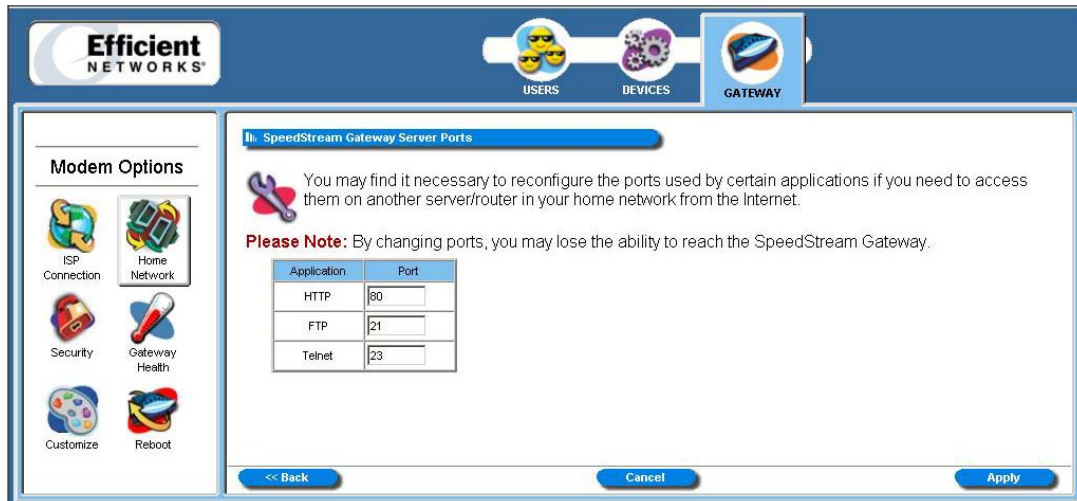 Efficient
NETWORKS®
USERS
DEVICES
GATEWAY
Modem Options
ISP
Connection
Home
Network
Security
Gateway
Health
Customize
Reboot
SpeedStream Gateway Server Ports
You may find it necessary to reconfigure the ports used by certain applications if you need to access
them on another server/router in your home network from the Internet.
Please Note: By changing ports, you may lose the ability to reach the SpeedStream Gateway.
Application Port
HTTP 80
FTP 21
Telnet 23
<< Back Cancel Apply